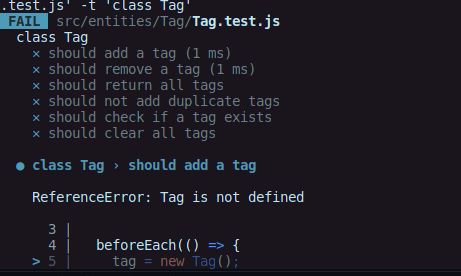 .test.js' -t 'class Tag'
FAIL src/entities/Tag/Tag.test.js
class Tag
× should add a tag (1 ms)
× should remove a tag (1 ms)
× should return all tags
× should not add duplicate tags
× should check if a tag exists
× should clear all tags
● class Tag › should add a tag
ReferenceError: Tag is not defined
3 |
4 | beforeEach(() => {
> 5 | tag = new Tag();